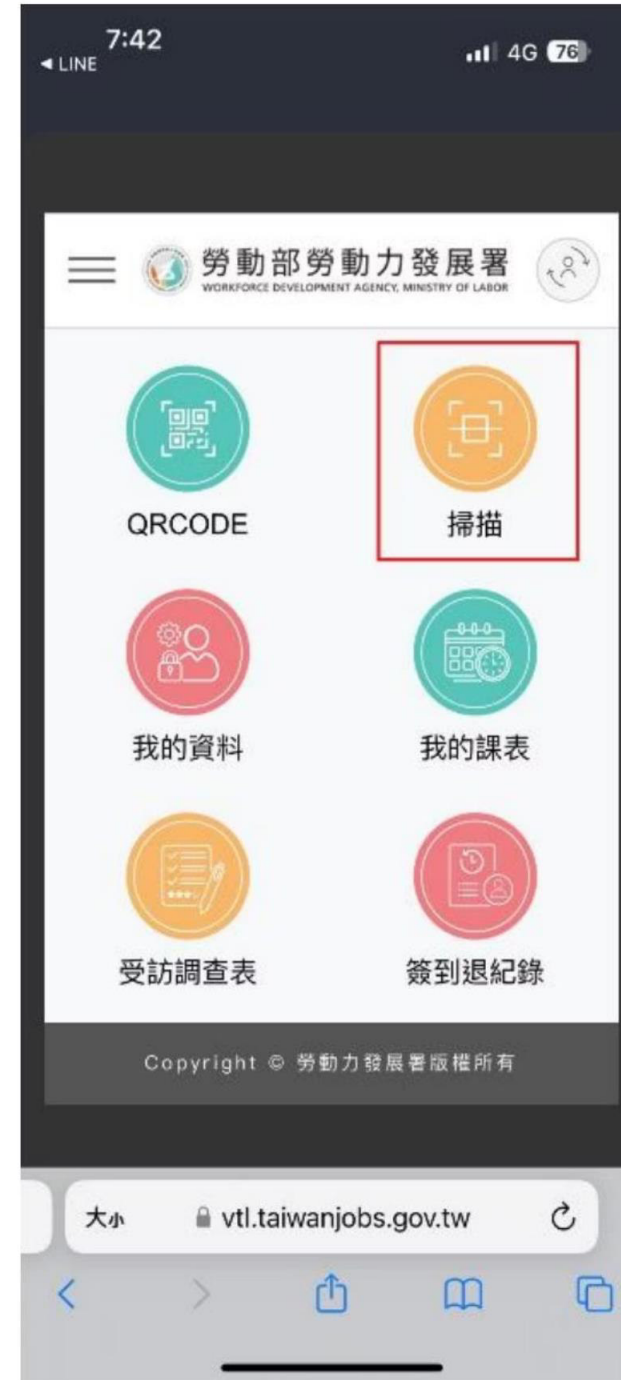 7:42
◀ LINE
4G 76
勞動部勞動力發展署
WORKFORCE DEVELOPMENT AGENCY, MINISTRY OF LABOR
QRCODE
掃描
我的資料
我的課表
受訪調查表
簽到退紀錄
Copyright © 勞動力發展署版權所有
大小 vtl.taiwanjobs.gov.tw